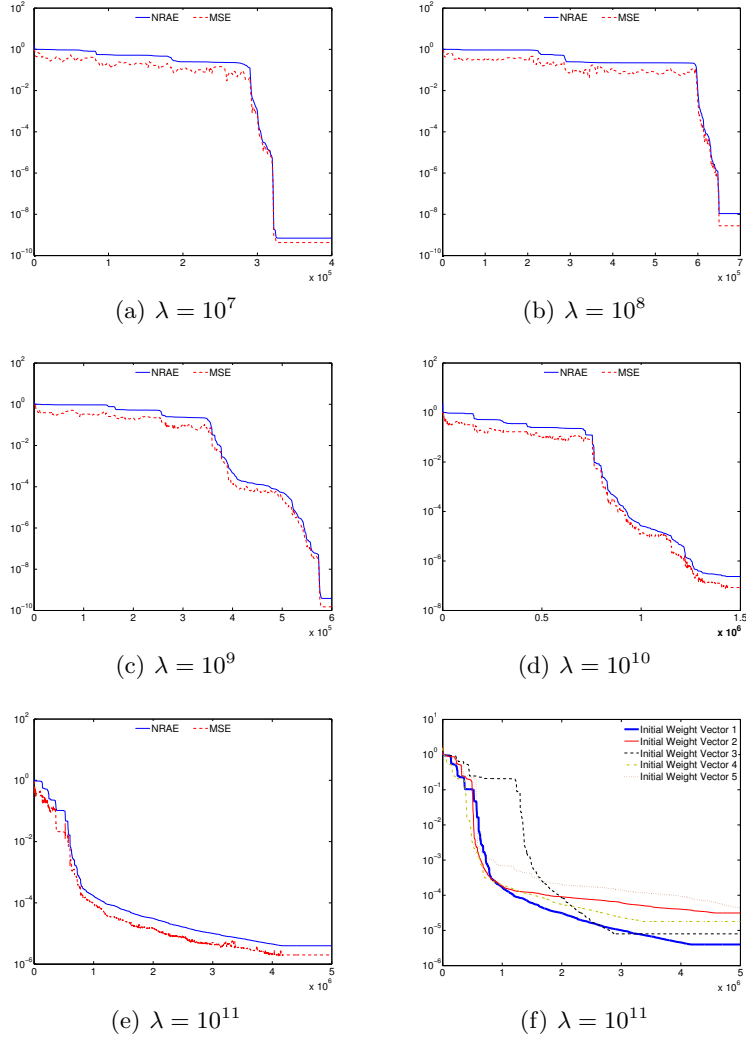 NRAE MSE
10^2
10^0
10^−2
10^−4
10^−6
10^−8
10^−10
0 1 2 3 4
x 10^5
(a) λ = 10^7
NRAE MSE
10^2
10^0
10^−2
10^−4
10^−6
10^−8
10^−10
0 1 2 3 4 5 6 7
x 10^5
(b) λ = 10^8
NRAE MSE
10^2
10^0
10^−2
10^−4
10^−6
10^−8
10^−10
0 1 2 3 4 5 6
x 10^5
(c) λ = 10^9
NRAE MSE
10^2
10^0
10^−2
10^−4
10^−6
10^−8
0 0.5 1 1.5
x 10^6
(d) λ = 10^10
NRAE MSE
10^2
10^0
10^−2
10^−4
10^−6
0 1 2 3 4 5
x 10^6
(e) λ = 10^11
Initial Weight Vector 1
Initial Weight Vector 2
Initial Weight Vector 3
Initial Weight Vector 4
Initial Weight Vector 5
10^1
10^0
10^−1
10^−2
10^−3
10^−4
10^−5
10^−6
0 1 2 3 4 5
x 10^6
(f) λ = 10^11